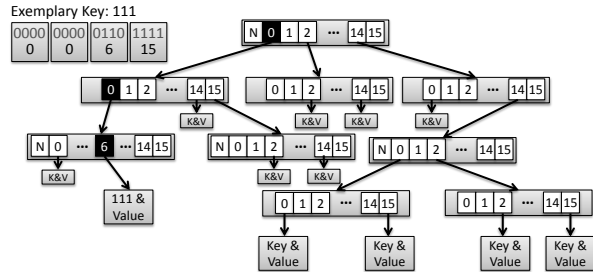 Exemplary Key: 111
0000 0000 0110 1111
0 0 6 15
N 0 1 2 ••• 14 15
0 1 2 ••• 14 15
0 1 2 ••• 14 15
0 1 2 ••• 14 15
K&V
K&V
K&V
K&V
N 0 ••• 6 ••• 14 15
N 0 1 2 ••• 14 15
N 0 1 2 ••• 14 15
K&V
K&V
K&V
111 &
Value
0 1 2 ••• 14 15
0 1 2 ••• 14 15
Key &
Value
Key &
Value
Key &
Value
Key &
Value